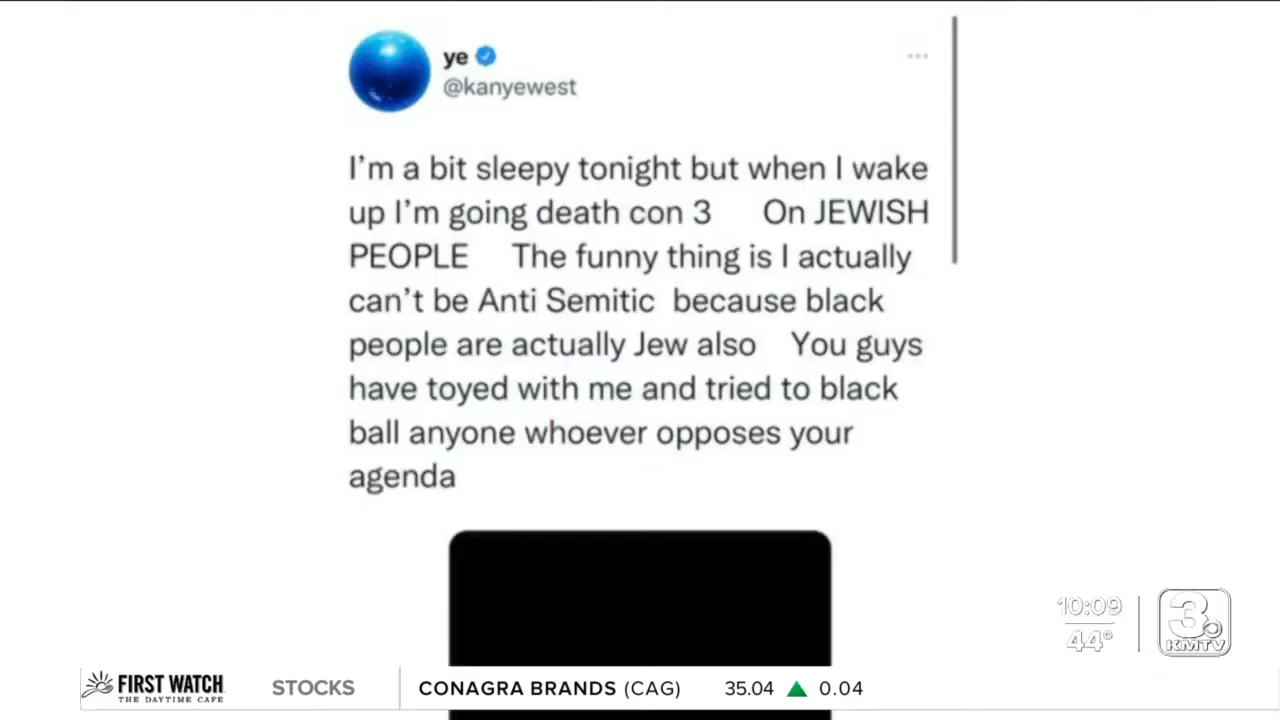 ye
@kanyewest
I'm a bit sleepy tonight but when I wake
up I'm going death con 3 On JEWISH
PEOPLE The funny thing is I actually
can't be Anti Semitic because black
people are actually Jew also You guys
have toyed with me and tried to black
ball anyone whoever opposes your
agenda
10:09
44°
3
KMTV
FIRST WATCH
THE DAYTIME CAFE
STOCKS
CONAGRA BRANDS (CAG) 35.04 ▲ 0.04